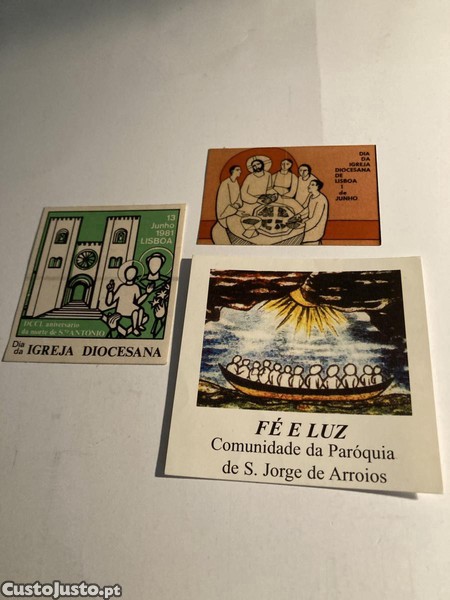 13
Junho
1981
LISBOA
DCCL aniversário
da morte de S.to ANTÓNIO
Dia
da IGREJA DIOCESANA
DIA
DA
IGREJA
DIOCESANA
DE
LISBOA
1
de
JUNHO
FÉ E LUZ
Comunidade da Paróquia
de S. Jorge de Arroios
CustoJusto.pt